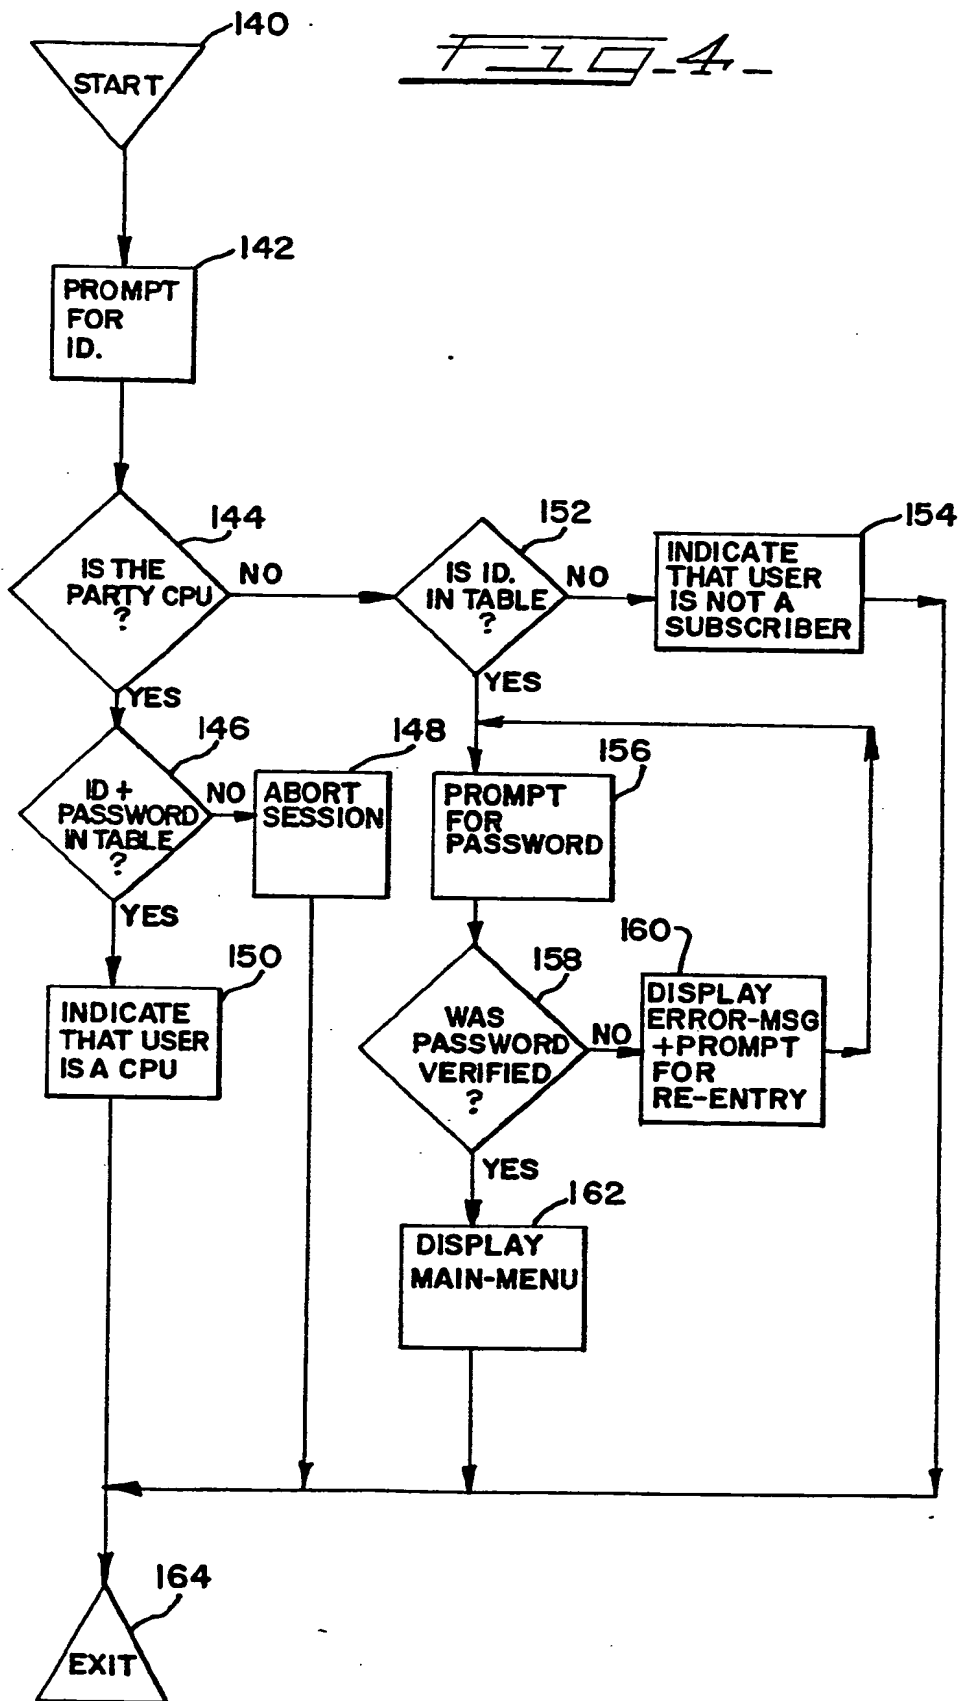 140
Fig. 4.
START
142
PROMPT
FOR
ID.
144
IS THE
PARTY CPU
?
NO
YES
152
IS ID.
IN TABLE
?
NO
YES
154
INDICATE
THAT USER
IS NOT A
SUBSCRIBER
146
ID +
PASSWORD
IN TABLE
?
NO
YES
148
ABORT
SESSION
156
PROMPT
FOR
PASSWORD
150
INDICATE
THAT USER
IS A CPU
158
WAS
PASSWORD
VERIFIED
?
NO
YES
160
DISPLAY
ERROR-MSG
+PROMPT
FOR
RE-ENTRY
162
DISPLAY
MAIN-MENU
164
EXIT